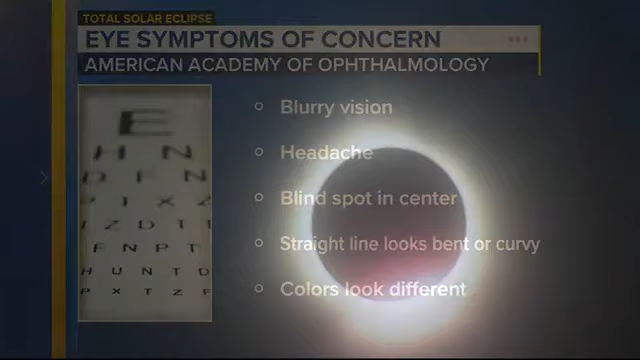 TOTAL SOLAR ECLIPSE
EYE SYMPTOMS OF CONCERN
AMERICAN ACADEMY OF OPHTHALMOLOGY
Blurry vision
Headache
Blind spot in center
Straight line looks bent or curvy
Colors look different
E
H N
D F N
P T X Z
U Z D T
F N P T
H U N T D
P X T Z F